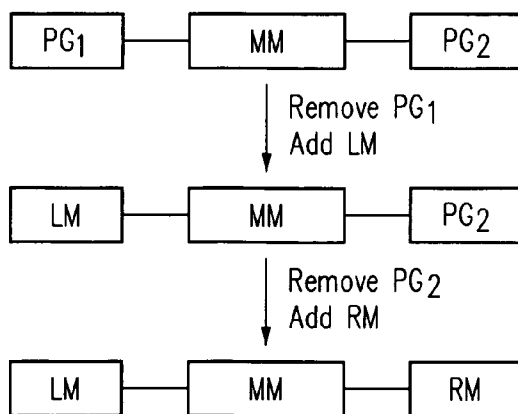 PG1 MM PG2
Remove PG1
Add LM
LM MM PG2
Remove PG2
Add RM
LM MM RM